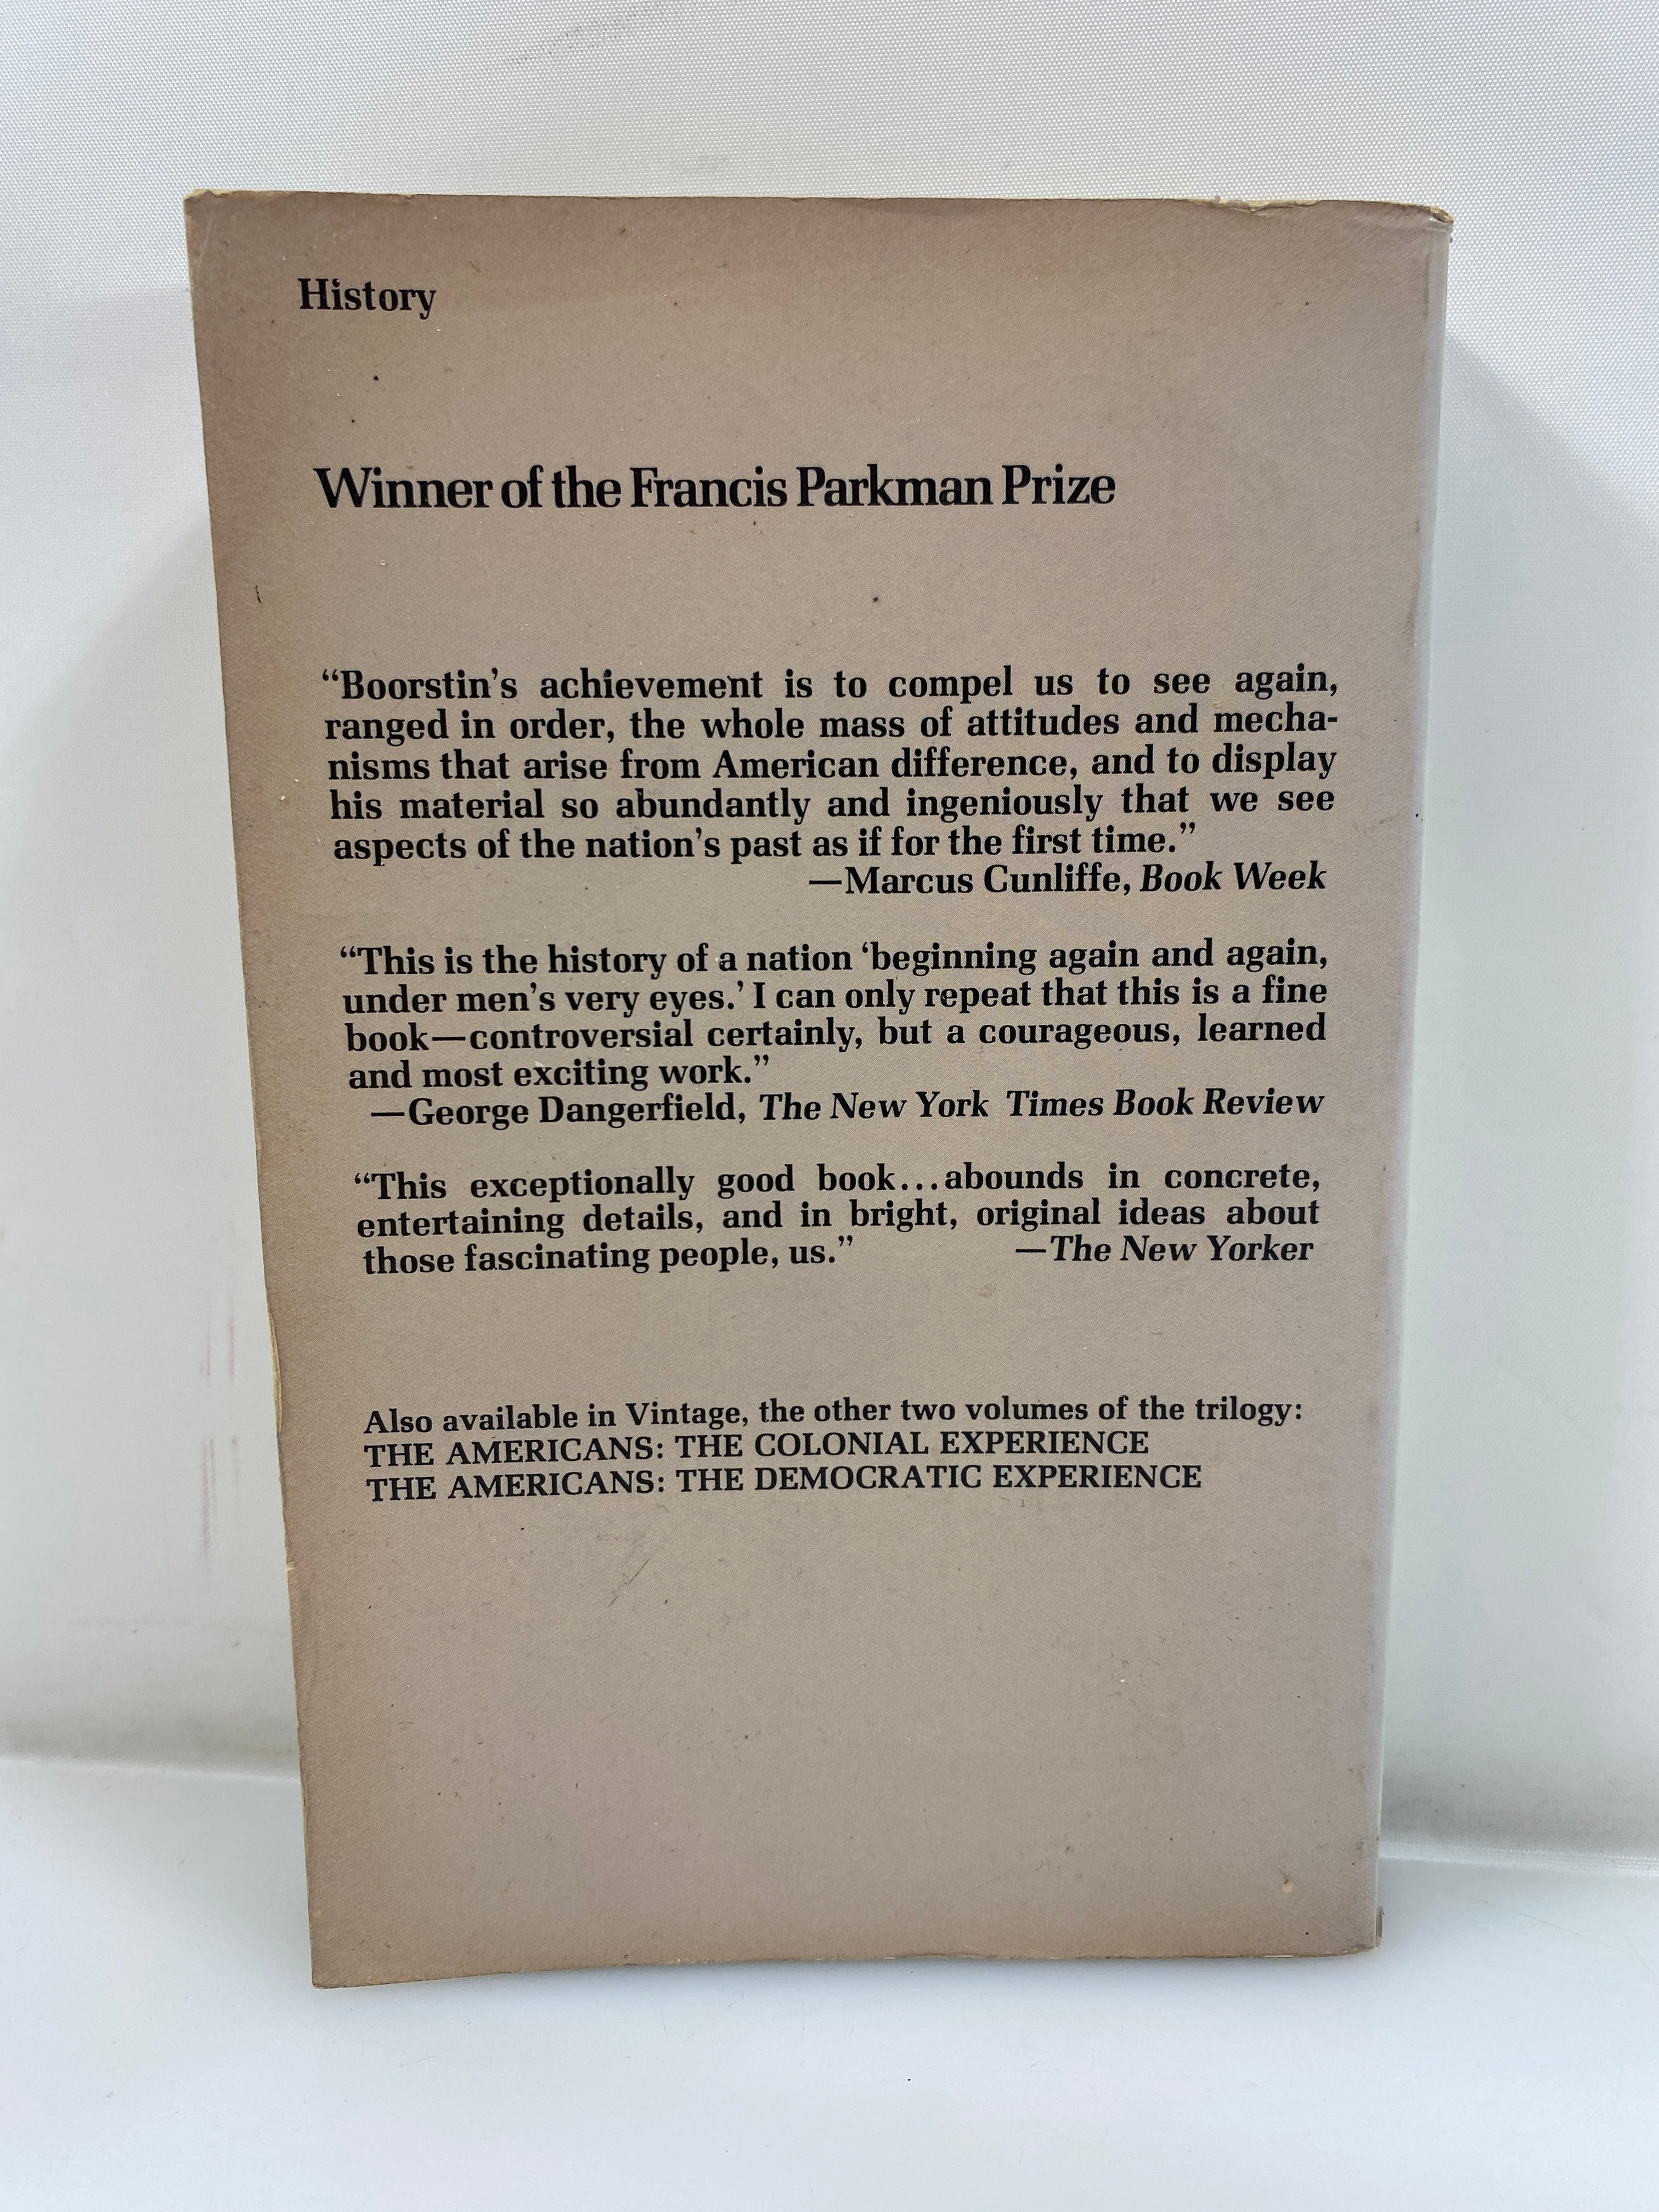 History
Winner of the Francis Parkman Prize
“Boorstin’s achievement is to compel us to see again,
ranged in order, the whole mass of attitudes and mecha-
nisms that arise from American difference, and to display
his material so abundantly and ingeniously that we see
aspects of the nation’s past as if for the first time.”
—Marcus Cunliffe, Book Week
“This is the history of a nation ‘beginning again and again,
under men’s very eyes.’ I can only repeat that this is a fine
book—controversial certainly, but a courageous, learned
and most exciting work.”
—George Dangerfield, The New York Times Book Review
“This exceptionally good book...abounds in concrete,
entertaining details, and in bright, original ideas about
those fascinating people, us.” —The New Yorker
Also available in Vintage, the other two volumes of the trilogy:
THE AMERICANS: THE COLONIAL EXPERIENCE
THE AMERICANS: THE DEMOCRATIC EXPERIENCE